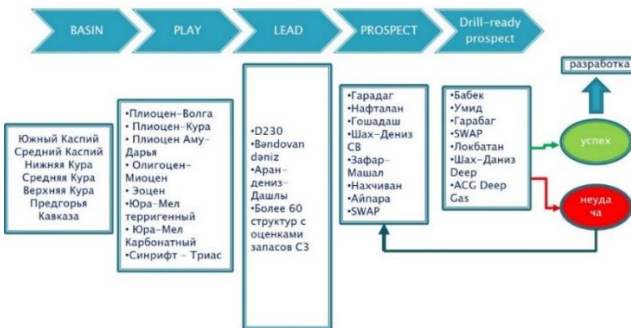 BASIN
PLAY
LEAD
PROSPECT
Drill-ready
prospect
разработка
Южный Каспий
Средний Каспий
Нижняя Кура
Средняя Кура
Верхняя Кура
Предгорья
Кавказа
•Плиоцен-Волга
• Плиоцен-Кура
•Плиоцен Аму-
Дарья
• Олигоцен-
Миоцен
• Эоцен
•Юра-Мел
терригенный
• Юра-Мел
Карбонатный
•Синрифт - Триас
•D230
•Bəndovan
dəniz
•Аран-
дениз-
Дашлы
•Более 60
структур с
оценками
запасов С3
•Гарадаг
•Нафталан
•Гошадаш
•Шах-Дениз
СВ
•Зафар-
Машал
•Нахчиван
•Айпара
•SWAP
•Бабек
•Умид
•Гарабаг
•SWAP
•Локбатан
•Шах-Даниз
Deep
•ACG Deep
Gas
успех
неуда
ча